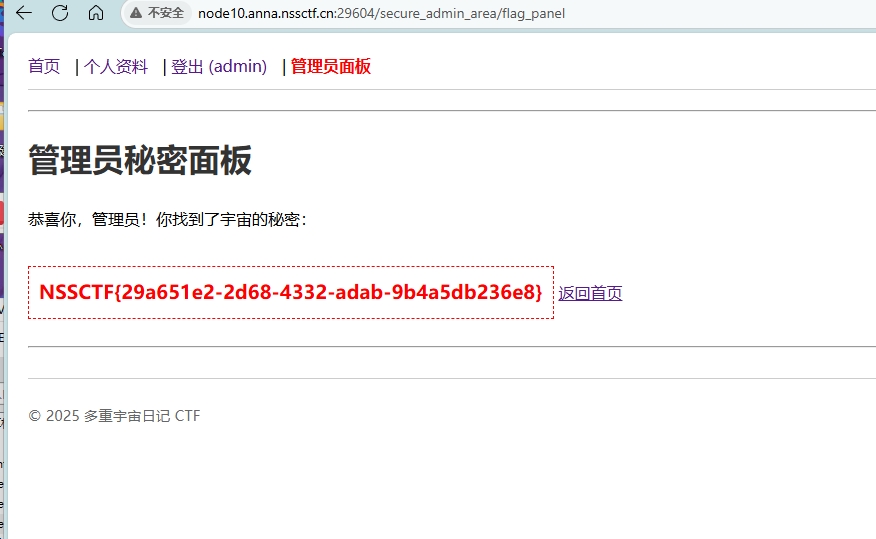 不安全 node10.anna.nssctf.cn:29604/secure_admin_area/flag_panel
首页 | 个人资料 | 登出 (admin) | 管理员面板
管理员秘密面板
恭喜你，管理员！你找到了宇宙的秘密：
NSSCTF{29a651e2-2d68-4332-adab-9b4a5db236e8} 返回首页
© 2025 多重宇宙日记 CTF